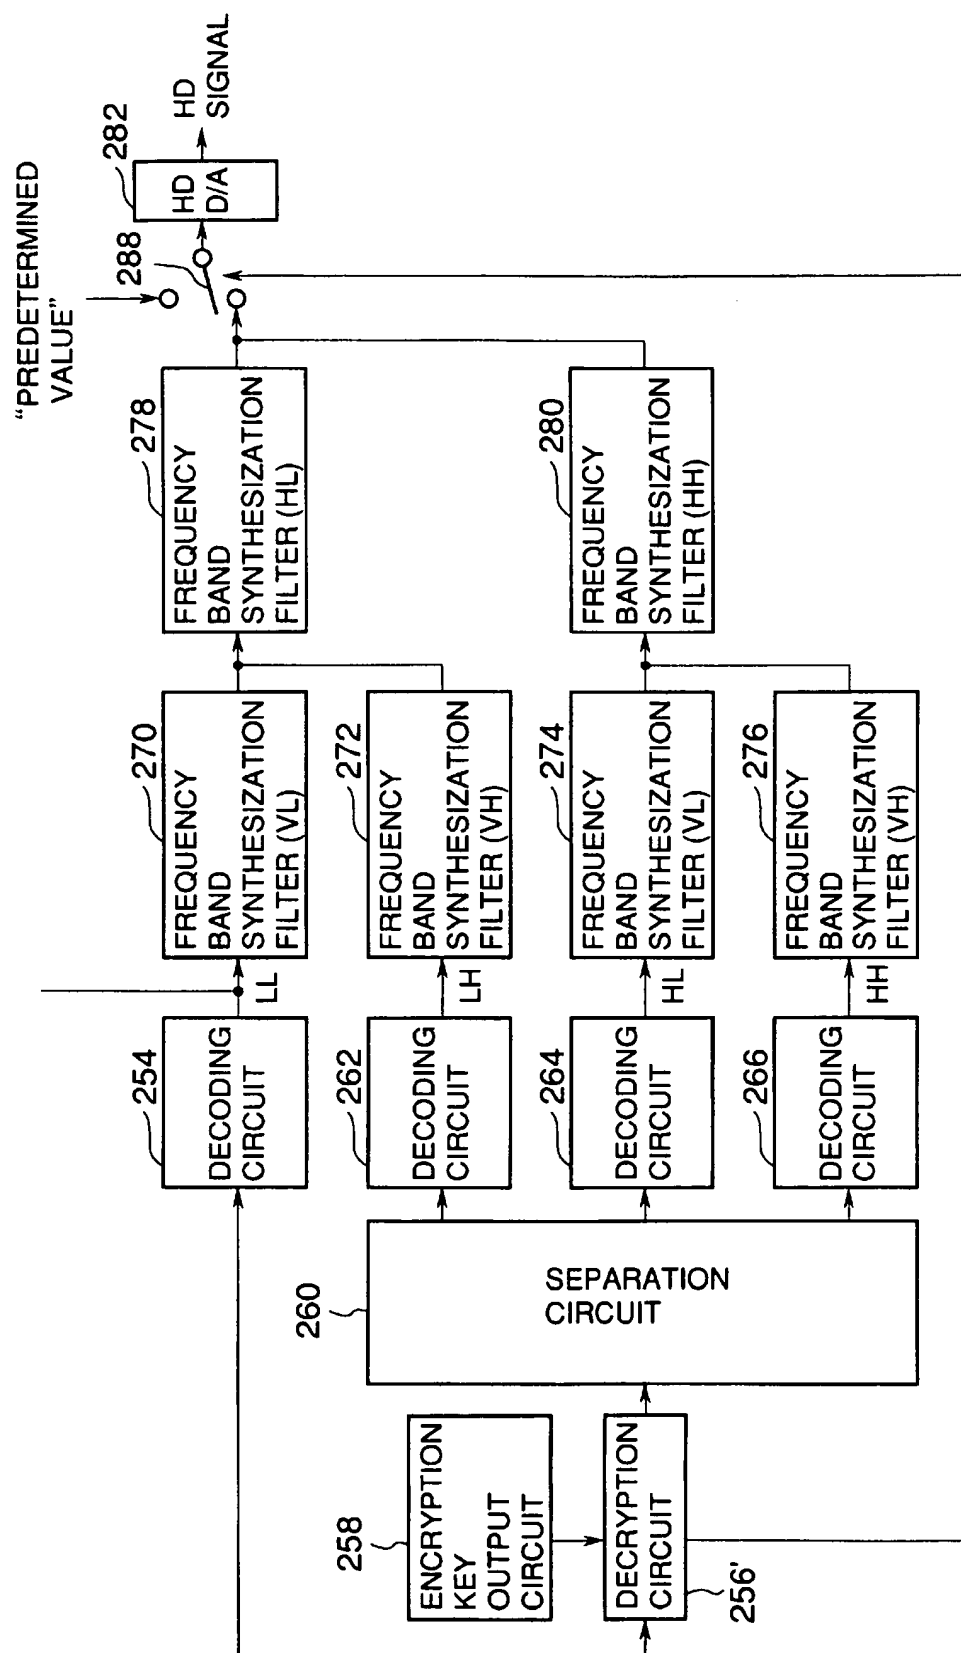 "PREDETERMINED
VALUE"
288
282
HD
D/A
HD
SIGNAL
278
FREQUENCY
BAND
SYNTHESIZATION
FILTER (HL)
280
FREQUENCY
BAND
SYNTHESIZATION
FILTER (HH)
270
FREQUENCY
BAND
SYNTHESIZATION
FILTER (VL)
272
FREQUENCY
BAND
SYNTHESIZATION
FILTER (VH)
274
FREQUENCY
BAND
SYNTHESIZATION
FILTER (VL)
276
FREQUENCY
BAND
SYNTHESIZATION
FILTER (VH)
LL
LH
HL
HH
254
DECODING
CIRCUIT
262
DECODING
CIRCUIT
264
DECODING
CIRCUIT
266
DECODING
CIRCUIT
260
SEPARATION
CIRCUIT
258
ENCRYPTION
KEY
OUTPUT
CIRCUIT
DECRYPTION
CIRCUIT
256'